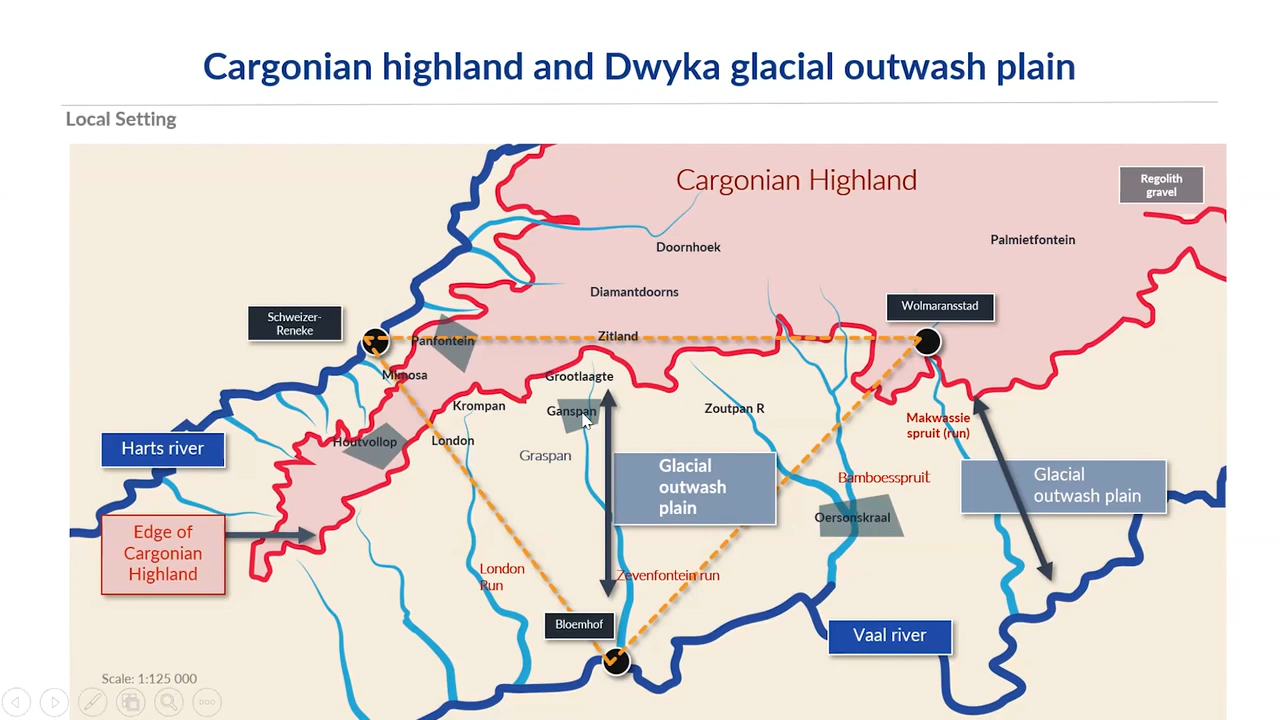 Cargonian highland and Dwyka glacial outwash plain
Local Setting
Cargonian Highland
Regolith
gravel
Doornhoek
Palmietfontein
Diamantdoorns
Wolmaransstad
Schweizer-
Reneke
Panfontein
Zitland
Mimosa
Grootlaagte
Krompan
Ganspan
Zoutpan R
Makwassie
spruit (run)
Houtvollop
London
Harts river
Graspan
Glacial
outwash
plain
Bamboesspruit
Glacial
outwash plain
Oersonskraal
Edge of
Cargonian
Highland
London
Run
Zevenfontein run
Bloemhof
Vaal river
Scale: 1:125 000